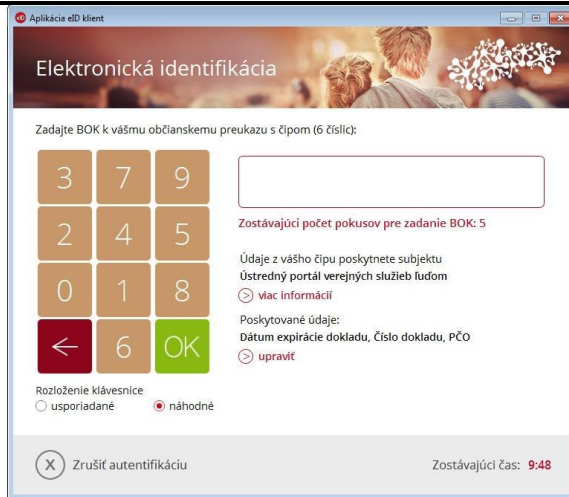 eID Aplikácia eID klient
Elektronická identifikácia
Zadajte BOK k vášmu občianskemu preukazu s čipom (6 číslic):
3 7 9
2 4 5
0 1 8
← 6 OK
Zostávajúci počet pokusov pre zadanie BOK: 5
Údaje z vášho čipu poskytnete subjektu
Ústredný portál verejných služieb ľuďom
viac informácií
Poskytované údaje:
Dátum expirácie dokladu, Číslo dokladu, PČO
upraviť
Rozloženie klávesnice
usporiadané náhodné
X Zrušiť autentifikáciu
Zostávajúci čas: 9:48